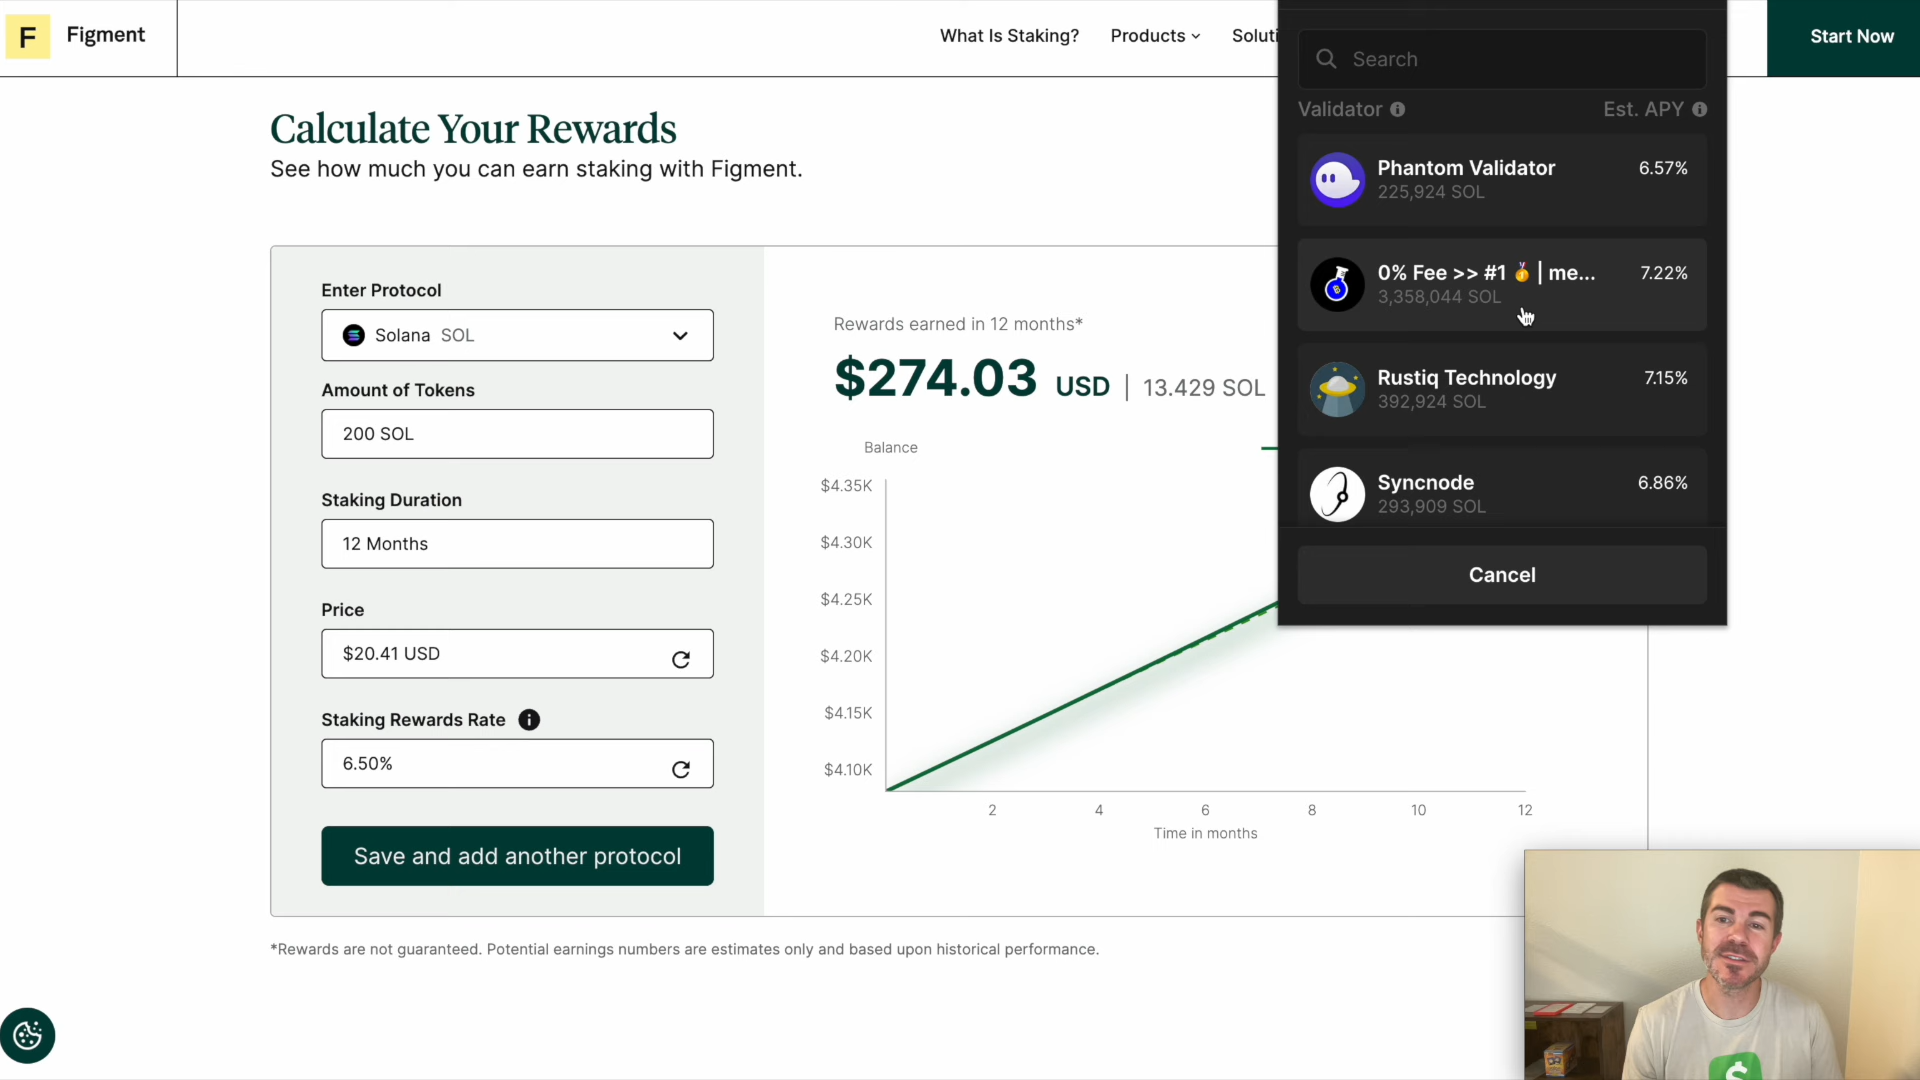 F Figment
What Is Staking? Products Soluti
Start Now
Calculate Your Rewards
See how much you can earn staking with Figment.
Enter Protocol
Solana SOL
Amount of Tokens
200 SOL
Staking Duration
12 Months
Price
$20.41 USD
Staking Rewards Rate
6.50%
Save and add another protocol
Rewards earned in 12 months*
$274.03 USD | 13.429 SOL
Balance
$4.35K
$4.30K
$4.25K
$4.20K
$4.15K
$4.10K
2 4 6 8 10 12
Time in months
*Rewards are not guaranteed. Potential earnings numbers are estimates only and based upon historical performance.
Search
Validator Est. APY
Phantom Validator 6.57%
225,924 SOL
0% Fee >> #1 🏅 | me... 7.22%
3,358,044 SOL
Rustiq Technology 7.15%
392,924 SOL
Syncnode 6.86%
293,909 SOL
Cancel
$